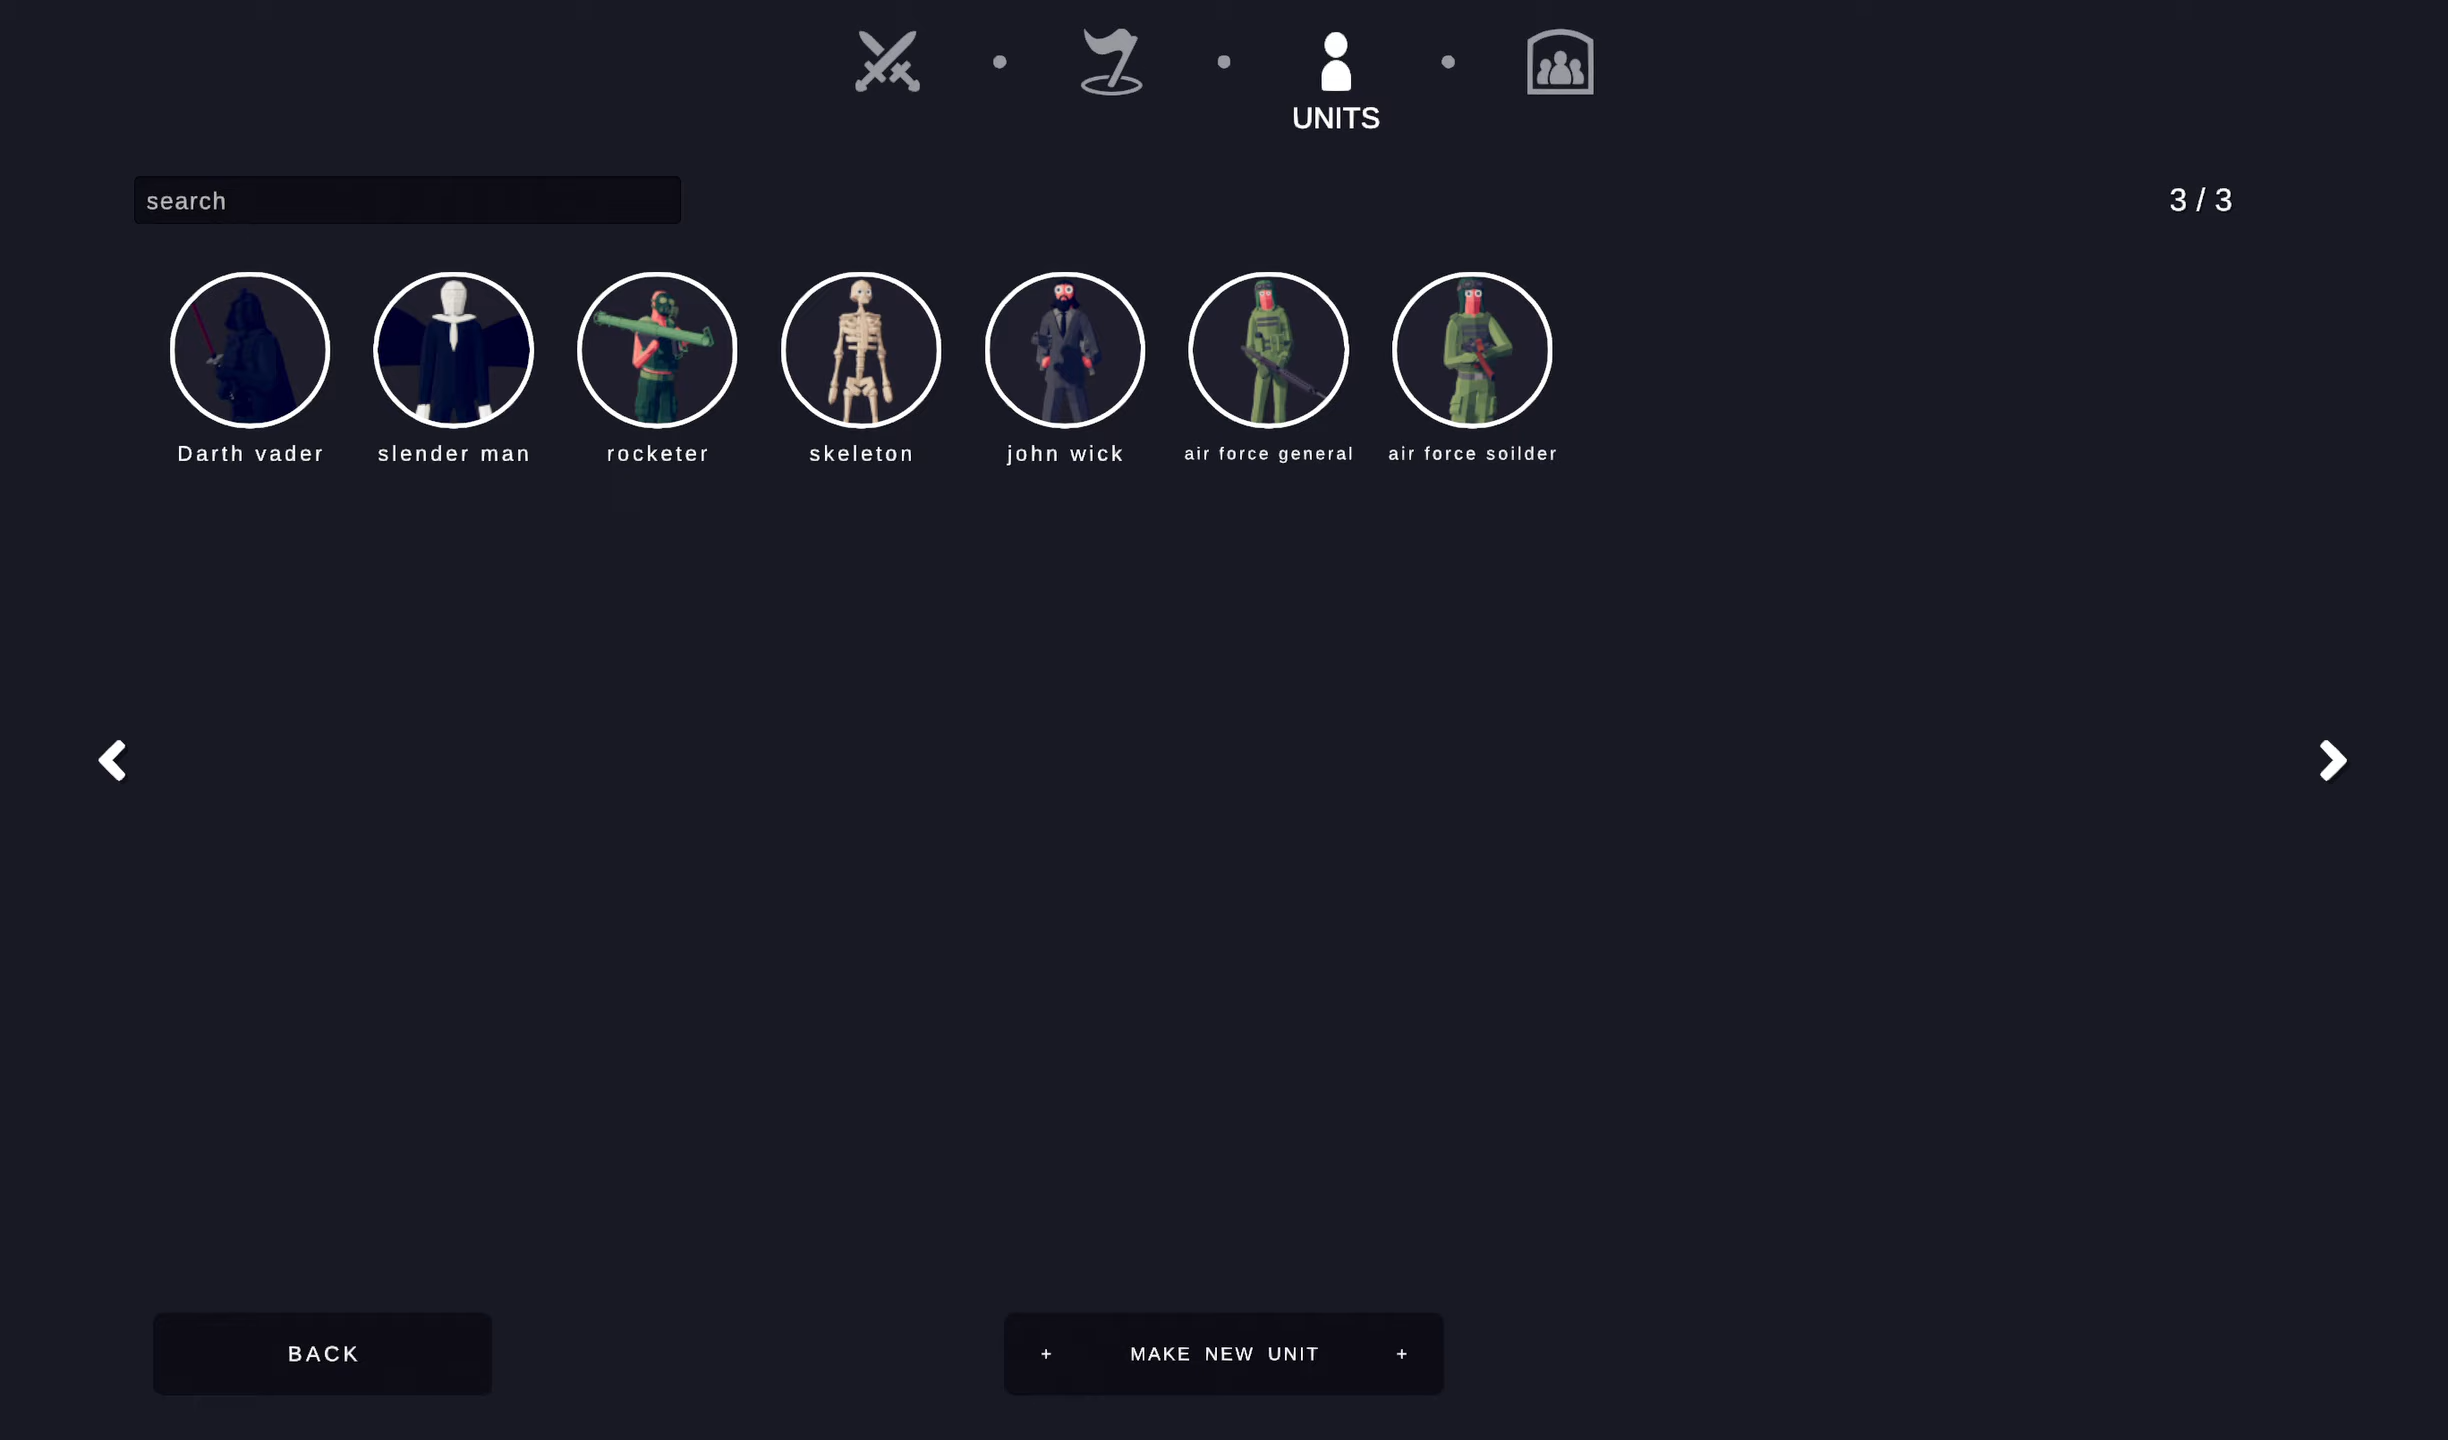 UNITS
search
3 / 3
Darth vader
slender man
rocketer
skeleton
john wick
air force general
air force soilder
BACK
+ MAKE NEW UNIT +